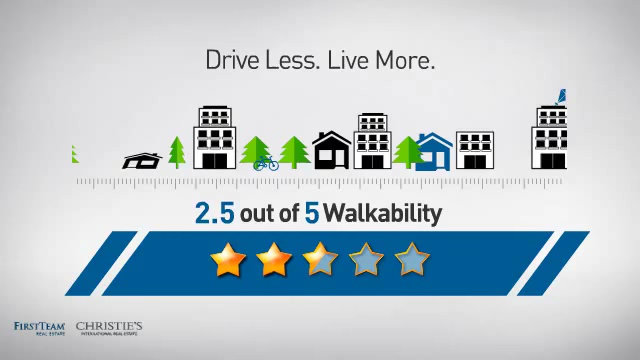 Drive Less. Live More.
2.5 out of 5 Walkability
FIRSTTEAM CHRISTIE'S
REAL ESTATE INTERNATIONAL REAL ESTATE